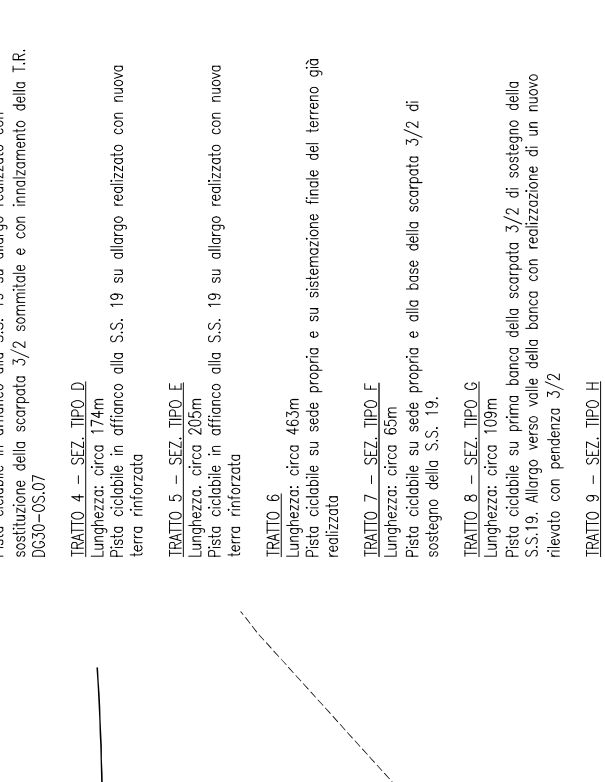 sostituzione della scarpata 3/2 sommitale e con innalzamento della T.R.
DG30-OS.07
TRATTO 4 – SEZ. TIPO D
Lunghezza: circa 174m
Pista ciclabile in affianco alla S.S. 19 su allargo realizzato con nuova
terra rinforzata
TRATTO 5 – SEZ. TIPO E
Lunghezza: circa 205m
Pista ciclabile in affianco alla S.S. 19 su allargo realizzato con nuova
terra rinforzata
TRATTO 6
Lunghezza: circa 463m
Pista ciclabile su sede propria e su sistemazione finale del terreno già
realizzata
TRATTO 7 – SEZ. TIPO F
Lunghezza: circa 65m
Pista ciclabile su sede propria e alla base della scarpata 3/2 di
sostegno della S.S. 19.
TRATTO 8 – SEZ. TIPO G
Lunghezza: circa 109m
Pista ciclabile su prima banca della scarpata 3/2 di sostegno della
S.S.19. Allargo verso valle della banca con realizzazione di un nuovo
rilevato con pendenza 3/2
TRATTO 9 – SEZ. TIPO H